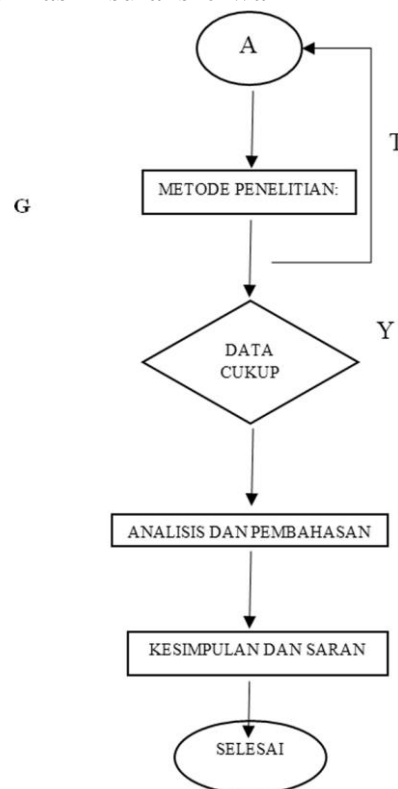 A
T
METODE PENELITIAN:
G
Y
DATA
CUKUP
ANALISIS DAN PEMBAHASAN
KESIMPULAN DAN SARAN
SELESAI